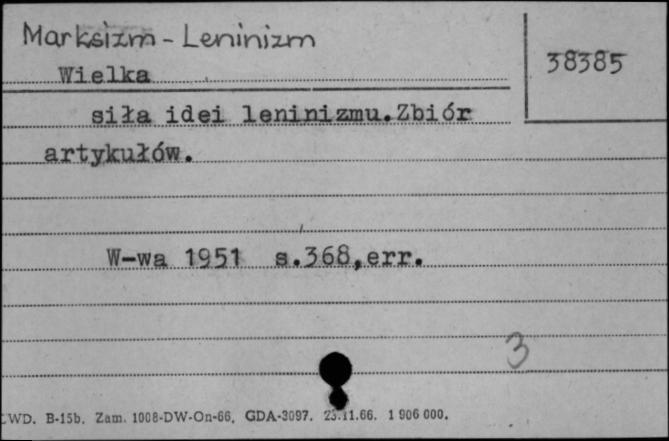 Marksizm - Leninizm
38385
Wielka
siła idei leninizmu.Zbiór
artykułów.
W-wa 1951 s.368,err.
3
LWD. B-15b. Zam. 1008-DW-On-66. GDA-3097. 23.11.66. 1 906 000.